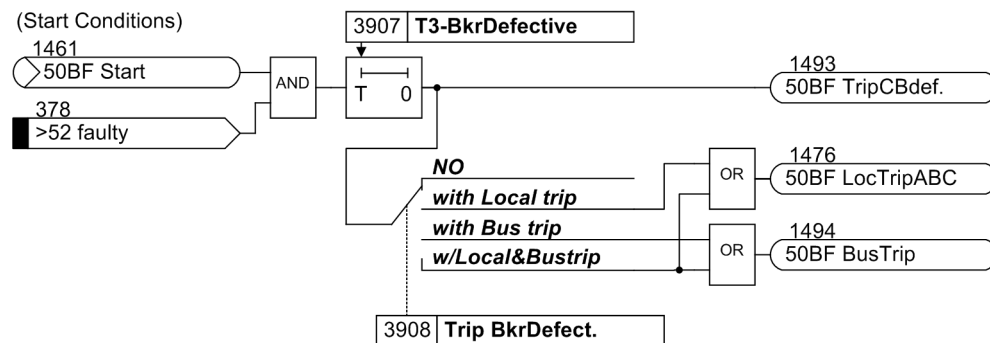 (Start Conditions)
3907 T3-BkrDefective
1461
50BF Start
AND
T 0
1493
50BF TripCBdef.
378
>52 faulty
NO
with Local trip
with Bus trip
w/Local&Bustrip
OR
1476
50BF LocTripABC
OR
1494
50BF BusTrip
3908 Trip BkrDefect.